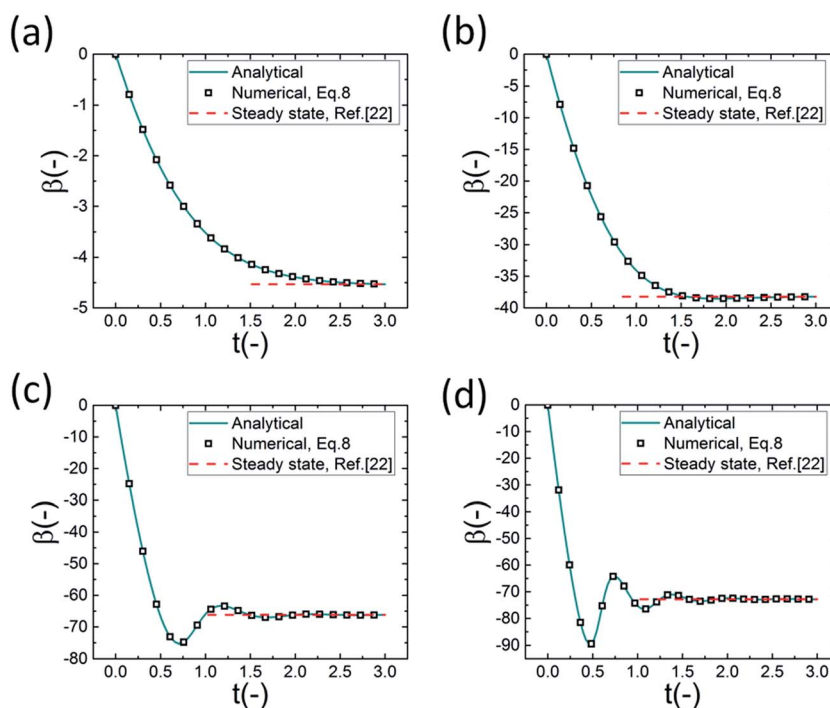 (a)
0
-1
-2
-3
-4
-5
β(-)
Analytical
Numerical, Eq.8
Steady state, Ref.[22]
0.0 0.5 1.0 1.5 2.0 2.5 3.0
t(-)
(b)
0
-5
-10
-15
-20
-25
-30
-35
-40
β(-)
Analytical
Numerical, Eq.8
Steady state, Ref.[22]
0.0 0.5 1.0 1.5 2.0 2.5 3.0
t(-)
(c)
0
-10
-20
-30
-40
-50
-60
-70
-80
β(-)
Analytical
Numerical, Eq.8
Steady state, Ref.[22]
0.0 0.5 1.0 1.5 2.0 2.5 3.0
t(-)
(d)
0
-10
-20
-30
-40
-50
-60
-70
-80
-90
β(-)
Analytical
Numerical, Eq.8
Steady state, Ref.[22]
0.0 0.5 1.0 1.5 2.0 2.5 3.0
t(-)